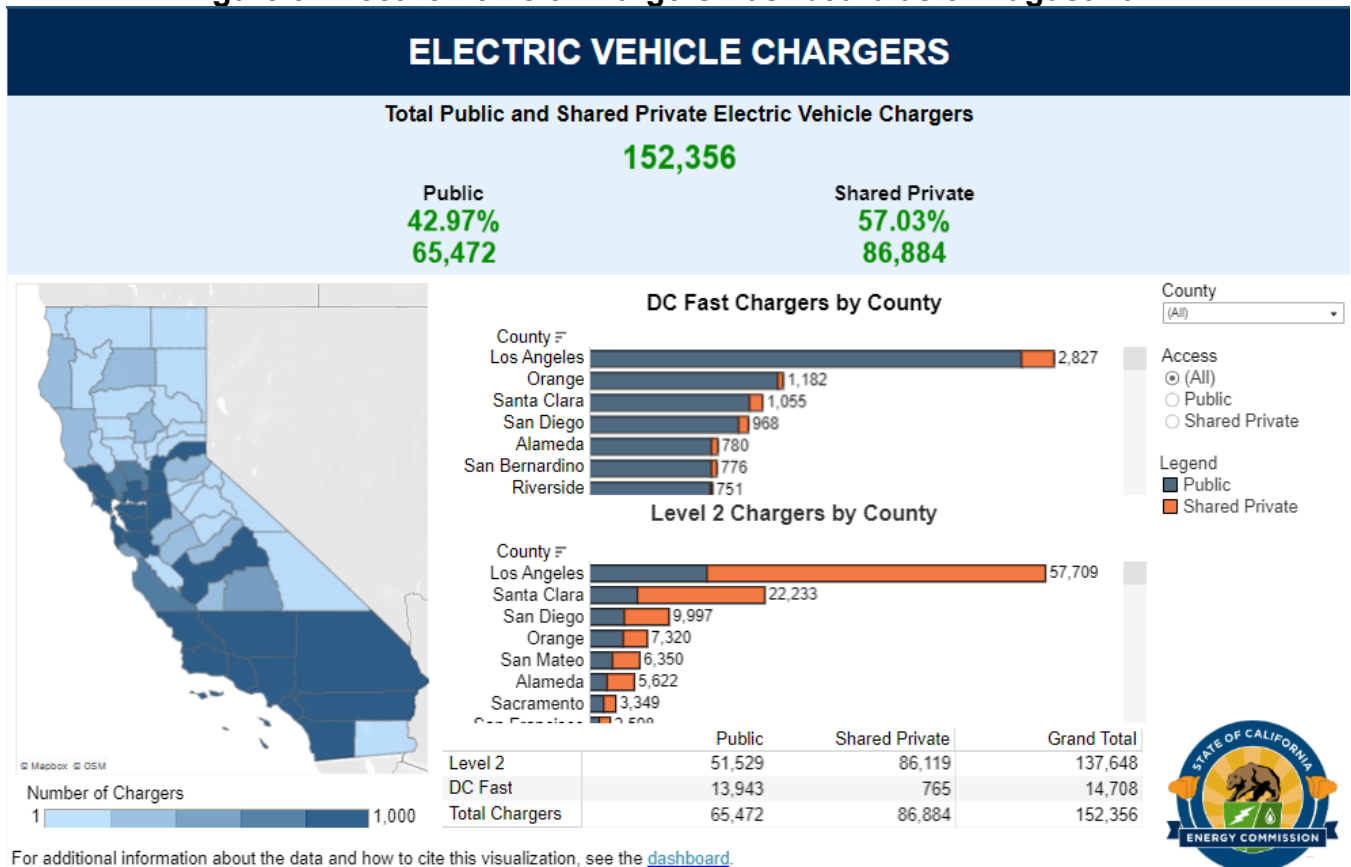 ELECTRIC VEHICLE CHARGERS
Total Public and Shared Private Electric Vehicle Chargers
152,356
Public
42.97%
65,472
Shared Private
57.03%
86,884
© Mapbox © OSM
Number of Chargers
1 1,000
DC Fast Chargers by County
County
Los Angeles 2,827
Orange 1,182
Santa Clara 1,055
San Diego 968
Alameda 780
San Bernardino 776
Riverside 751
Level 2 Chargers by County
County
Los Angeles 57,709
Santa Clara 22,233
San Diego 9,997
Orange 7,320
San Mateo 6,350
Alameda 5,622
Sacramento 3,349
San Francisco
Public Shared Private Grand Total
Level 2 51,529 86,119 137,648
DC Fast 13,943 765 14,708
Total Chargers 65,472 86,884 152,356
County
(All)
Access
(All)
Public
Shared Private
Legend
Public
Shared Private
STATE OF CALIFORNIA
ENERGY COMMISSION
For additional information about the data and how to cite this visualization, see the dashboard.